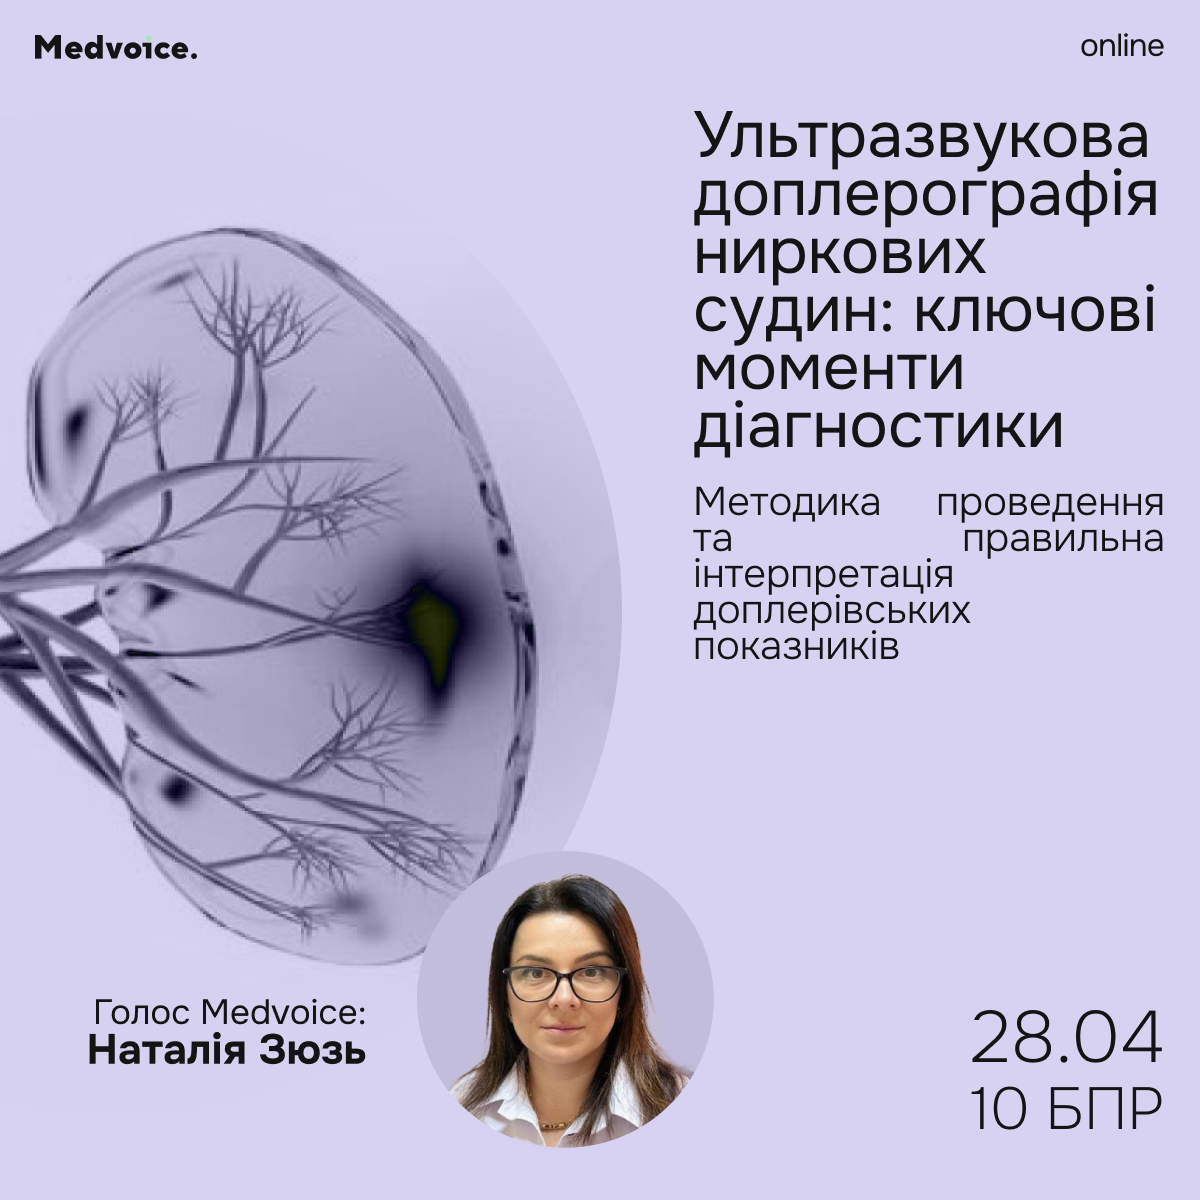 Medvoice.
online
Ультразвукова
доплерографія
ниркових
судин: ключові
моменти
діагностики
Методика проведення
та правильна
інтерпретація
доплерівських
показників
Голос Medvoice:
Наталія Зюзь
28.04
10 БПР